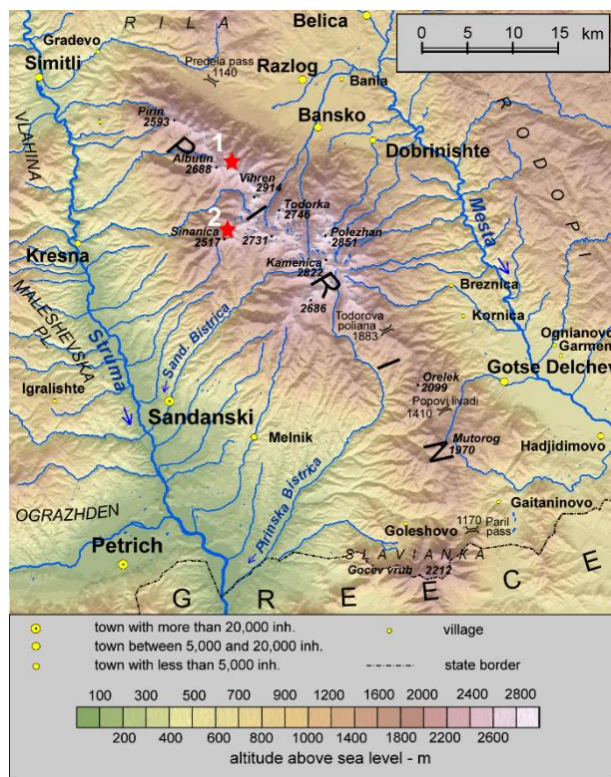 RILA
Belica
Gradevo
Simitli
Predela pass
1140
Razlog
Bania
km
0 5 10 15
Pirin
2593
Bansko
VLAHINA
1
Albutin
2688
Dobrinishte
RODOPI
Vihren
2914
2
Todorka
2746
Sinanica
2517
2731
Polezhan
2851
Mesta
Kresna
Kamenica
2822
PIRIN
MALESHEVSKA
PL.
2686
Breznica
Kornica
Struma
Sand. Bistrica
Todorova
poliana
1883
Ognianovo
Garmen
Igralishte
Orelek
2099
Gotse Delchev
Sandanski
Popovi livadi
1410
Melnik
Mutorog
1970
Hadjidimovo
Pirinska Bistrica
OGRAZHDEN
Gaitaninovo
Goleshovo
1170
Paril
pass
Petrich
SLAVIANKA
Gocev vrub 2212
GREECE
town with more than 20,000 inh.
village
town between 5,000 and 20,000 inh.
town with less than 5,000 inh.
state border
100 300 500 700 900 1200 1400 1800 2200 2400 2800
200 400 600 800 1000 1300 1600 2000 2600
altitude above sea level - m